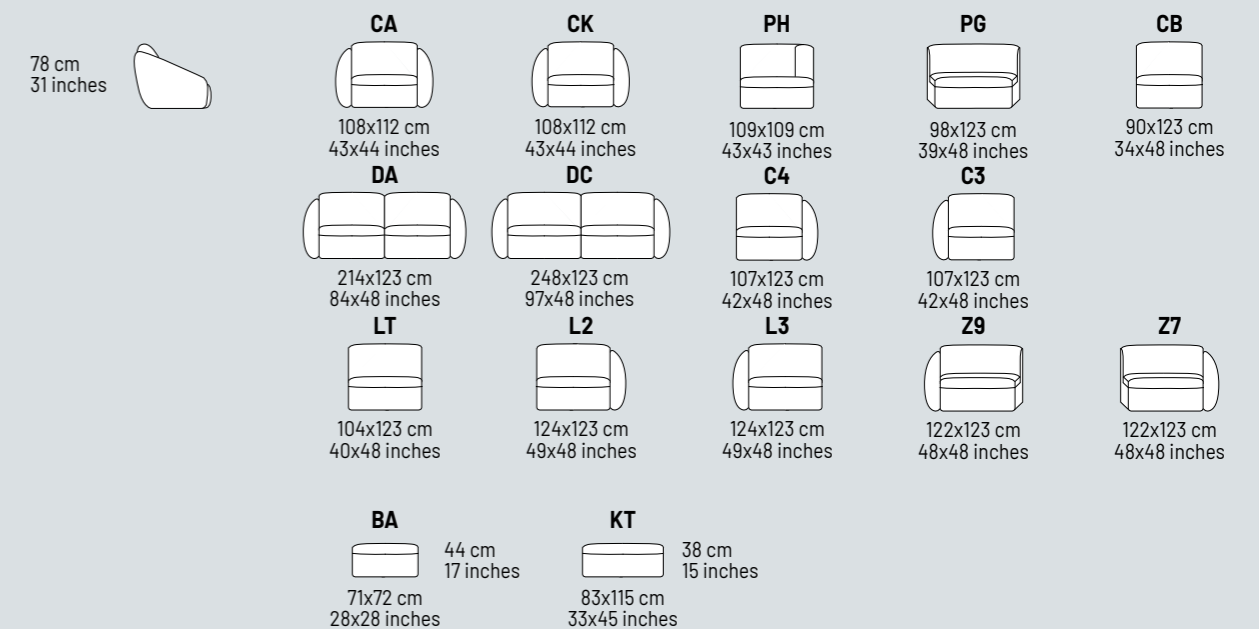 78 cm
31 inches
CA
108x112 cm
43x44 inches
CK
108x112 cm
43x44 inches
PH
109x109 cm
43x43 inches
PG
98x123 cm
39x48 inches
CB
90x123 cm
34x48 inches
DA
214x123 cm
84x48 inches
DC
248x123 cm
97x48 inches
C4
107x123 cm
42x48 inches
C3
107x123 cm
42x48 inches
LT
104x123 cm
40x48 inches
L2
124x123 cm
49x48 inches
L3
124x123 cm
49x48 inches
Z9
122x123 cm
48x48 inches
Z7
122x123 cm
48x48 inches
BA
44 cm
17 inches
71x72 cm
28x28 inches
KT
38 cm
15 inches
83x115 cm
33x45 inches